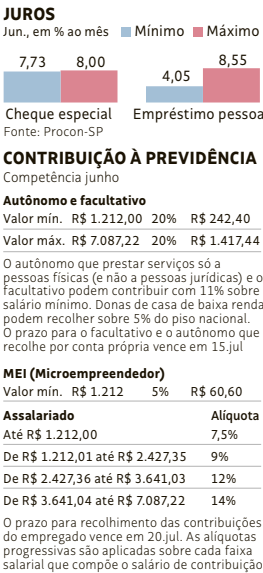 JUROS
Jun., em % ao mês Mínimo Máximo
7,73 8,00 4,05 8,55
Cheque especial Empréstimo pessoa
Fonte: Procon-SP
CONTRIBUIÇÃO À PREVIDÊNCIA
Competência junho
Autônomo e facultativo
Valor mín. R$ 1.212,00 20% R$ 242,40
Valor máx. R$ 7.087,22 20% R$ 1.417,44
O autônomo que prestar serviços só a
pessoas físicas (e não a pessoas jurídicas) e o
facultativo podem contribuir com 11% sobre
salário mínimo. Donas de casa de baixa renda
podem recolher sobre 5% do piso nacional.
O prazo para o facultativo e o autônomo que
recolhe por conta própria vence em 15.jul
MEI (Microempreendedor)
Valor mín. R$ 1.212 5% R$ 60,60
Assalariado Alíquota
Até R$ 1.212,00 7,5%
De R$ 1.212,01 até R$ 2.427,35 9%
De R$ 2.427,36 até R$ 3.641,03 12%
De R$ 3.641,04 até R$ 7.087,22 14%
O prazo para recolhimento das contribuições
do empregado vence em 20.jul. As alíquotas
progressivas são aplicadas sobre cada faixa
salarial que compõe o salário de contribuição